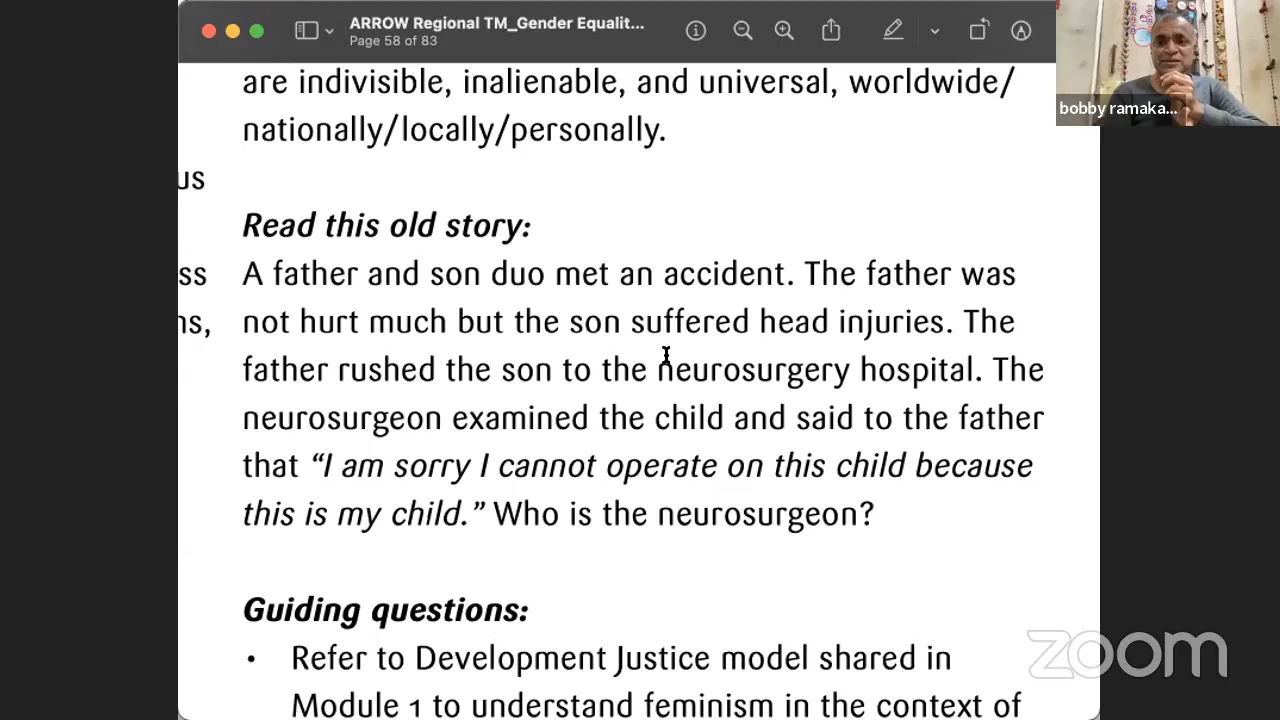 ARROW Regional TM_Gender Equalit...
Page 58 of 83
bobby ramaka...
are indivisible, inalienable, and universal, worldwide/
nationally/locally/personally.
us
Read this old story:
ss
A father and son duo met an accident. The father was
ns,
not hurt much but the son suffered head injuries. The
father rushed the son to the neurosurgery hospital. The
neurosurgeon examined the child and said to the father
that “I am sorry I cannot operate on this child because
this is my child.” Who is the neurosurgeon?
Guiding questions:
• Refer to Development Justice model shared in
Module 1 to understand feminism in the context of
zoom